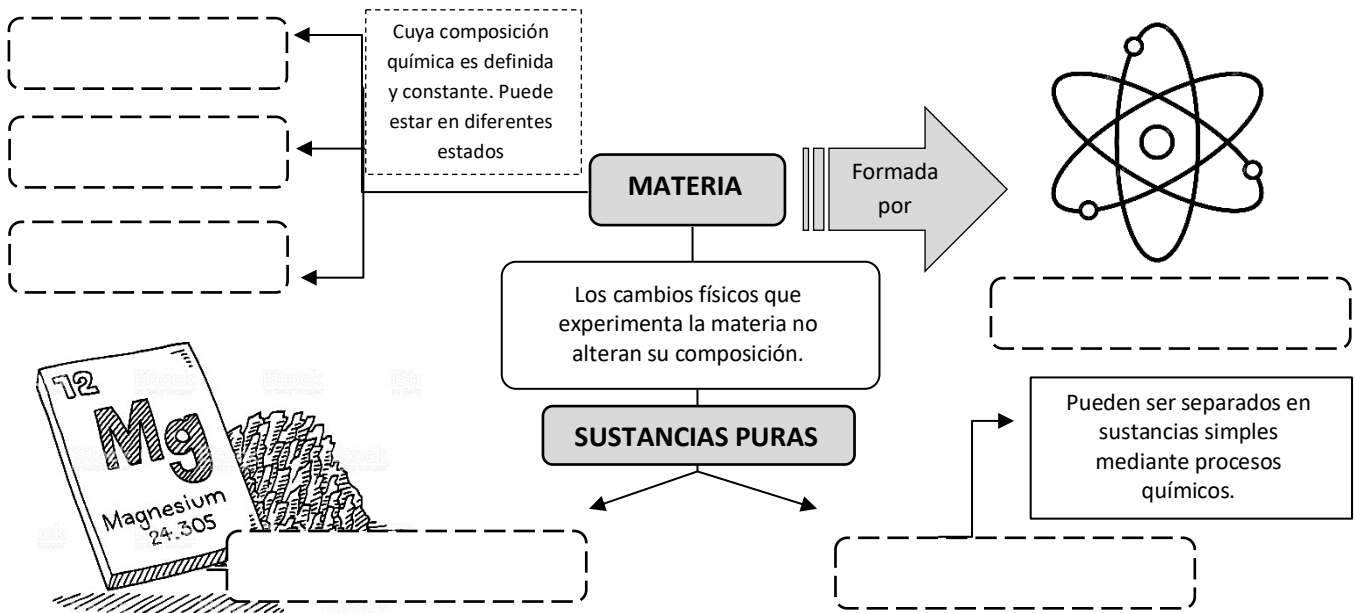 Cuya composición
química es definida
y constante. Puede
estar en diferentes
estados
MATERIA
Formada
por
Los cambios físicos que
experimenta la materia no
alteran su composición.
SUSTANCIAS PURAS
Pueden ser separados en
sustancias simples
mediante procesos
químicos.
12
Mg
Magnesium
24.305
iStock
iStock